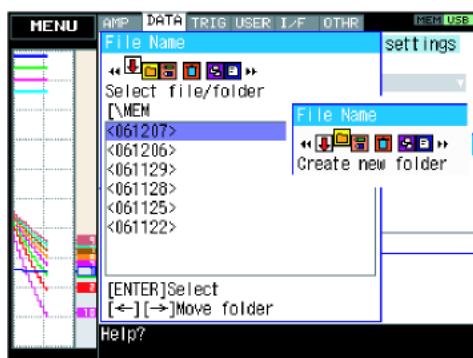 MENU
AMP DATA TRIG USER I/F OTHR
MEM USB
File Name
settings
Select file/folder
[\MEM
<061207>
<061206>
<061129>
<061128>
<061125>
<061122>
File Name
Create new folder
[ENTER]Select
[←][→]Move folder
Help?